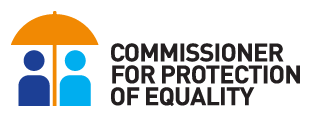 COMMISSIONER
FOR PROTECTION
OF EQUALITY